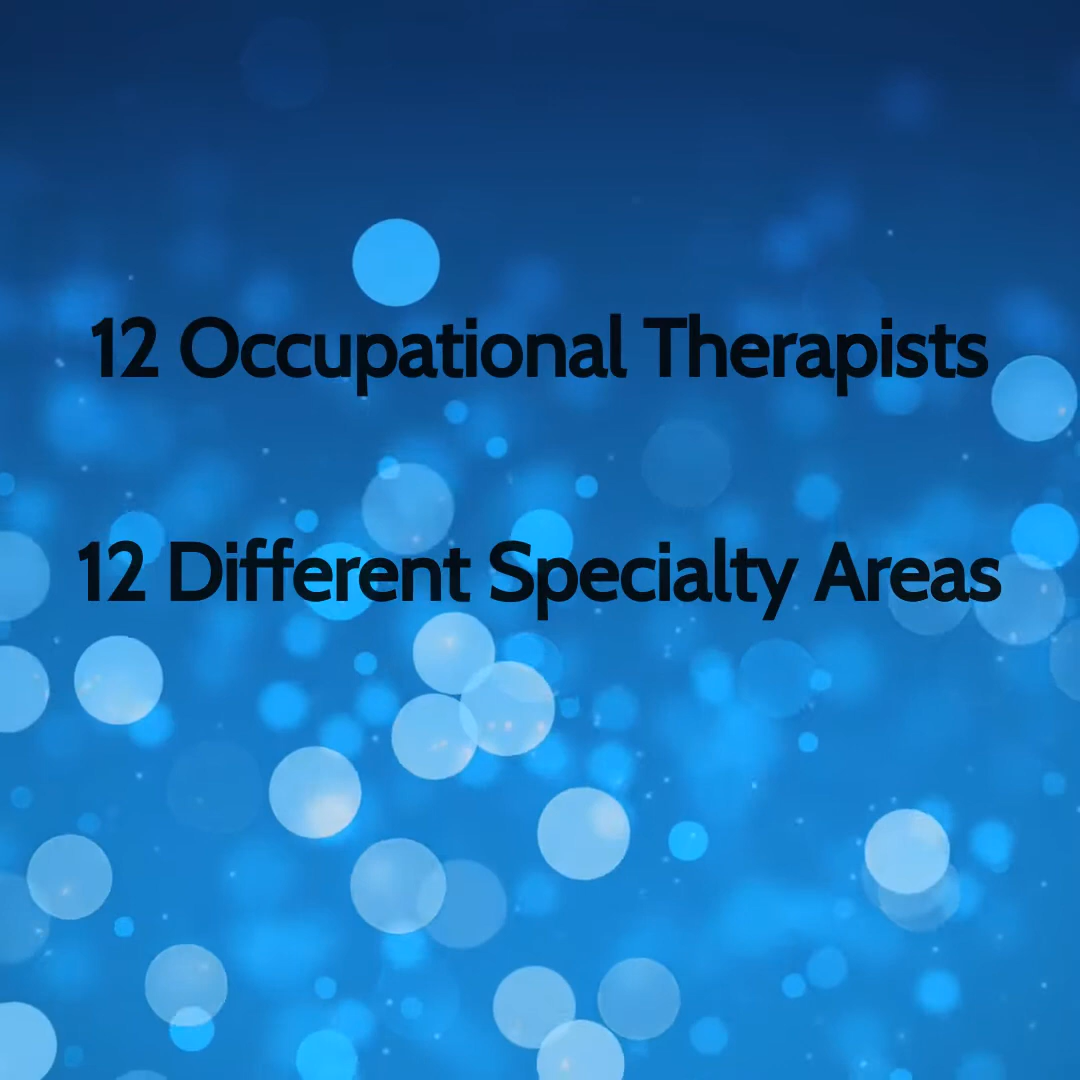 12 Occupational Therapists
12 Different Specialty Areas